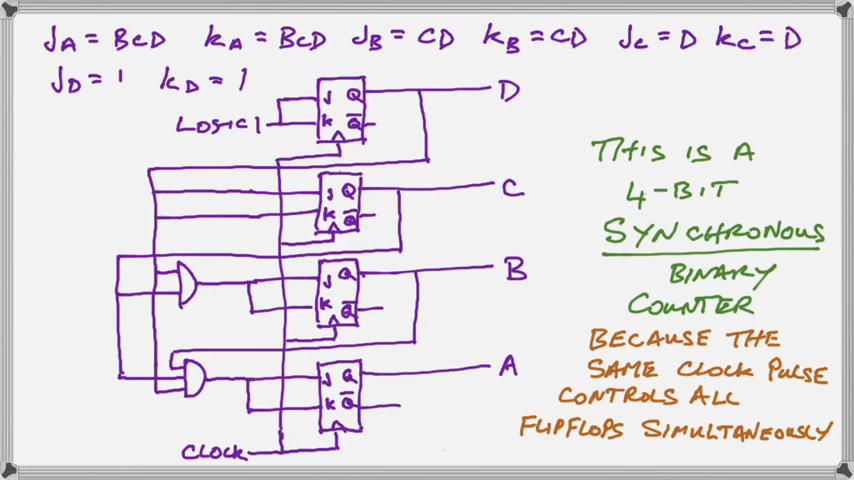 JA = BCD KA = BCD JB = CD KB = CD JC = D KC = D
JD = 1 KD = 1
LOGIC 1
J Q
K Q̅
D
J Q
K Q̅
C
J Q
K Q̅
B
J Q
K Q̅
A
CLOCK
THIS IS A
4-BIT
SYNCHRONOUS
BINARY
COUNTER
BECAUSE THE
SAME CLOCK PULSE
CONTROLS ALL
FLIPFLOPS SIMULTANEOUSLY